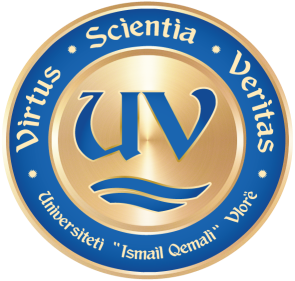 Virtus · Scientia · Veritas
UV
Universiteti "Ismail Qemali" Vlorë